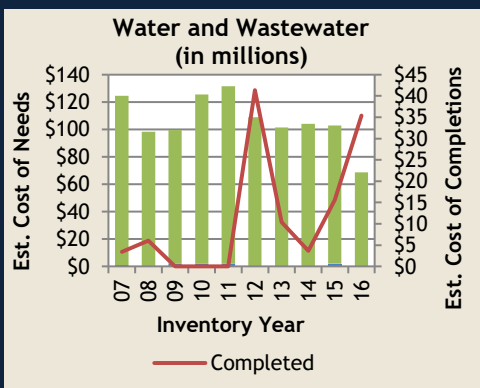 Water and Wastewater
(in millions)
Est. Cost of Needs
$140
$120
$100
$80
$60
$40
$20
$0
$45
$40
$35
$30
$25
$20
$15
$10
$5
$0
Est. Cost of Completions
07 08 09 10 11 12 13 14 15 16
Inventory Year
Completed